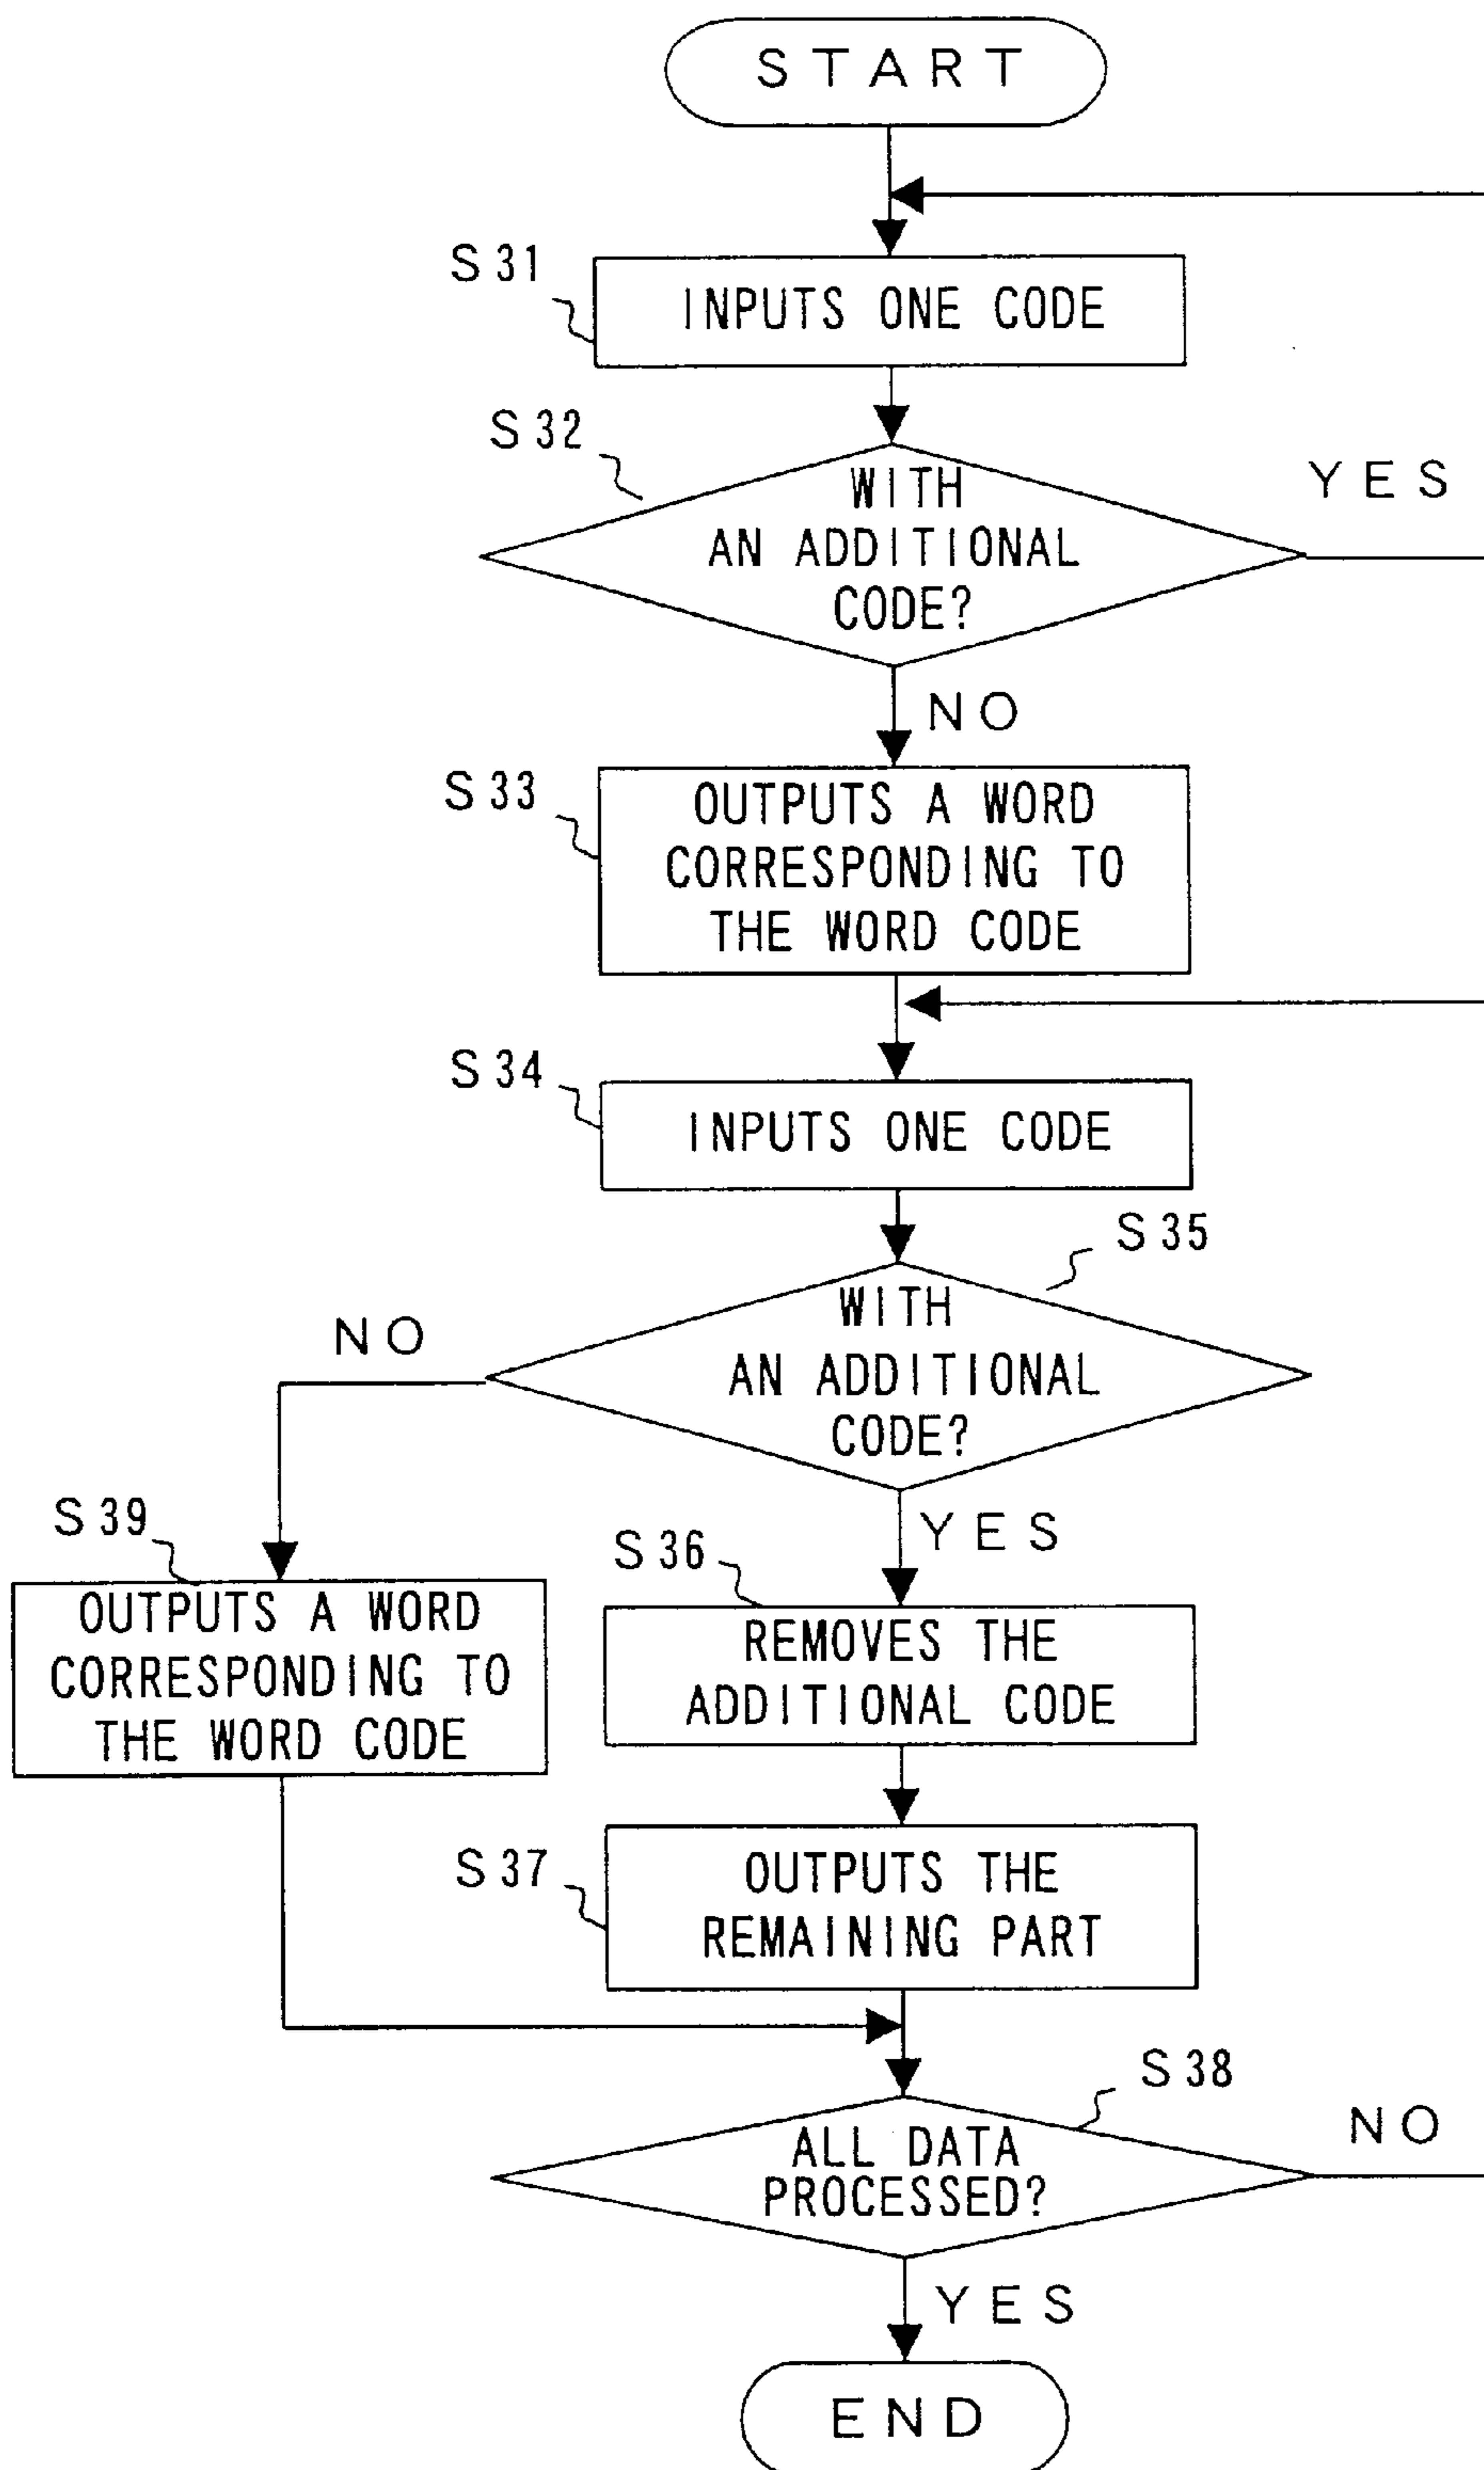 START
S31
INPUTS ONE CODE
S32
WITH
AN ADDITIONAL
CODE?
YES
NO
S33
OUTPUTS A WORD
CORRESPONDING TO
THE WORD CODE
S34
INPUTS ONE CODE
S35
WITH
AN ADDITIONAL
CODE?
NO
YES
S39
OUTPUTS A WORD
CORRESPONDING TO
THE WORD CODE
S36
REMOVES THE
ADDITIONAL CODE
S37
OUTPUTS THE
REMAINING PART
S38
ALL DATA
PROCESSED?
NO
YES
END